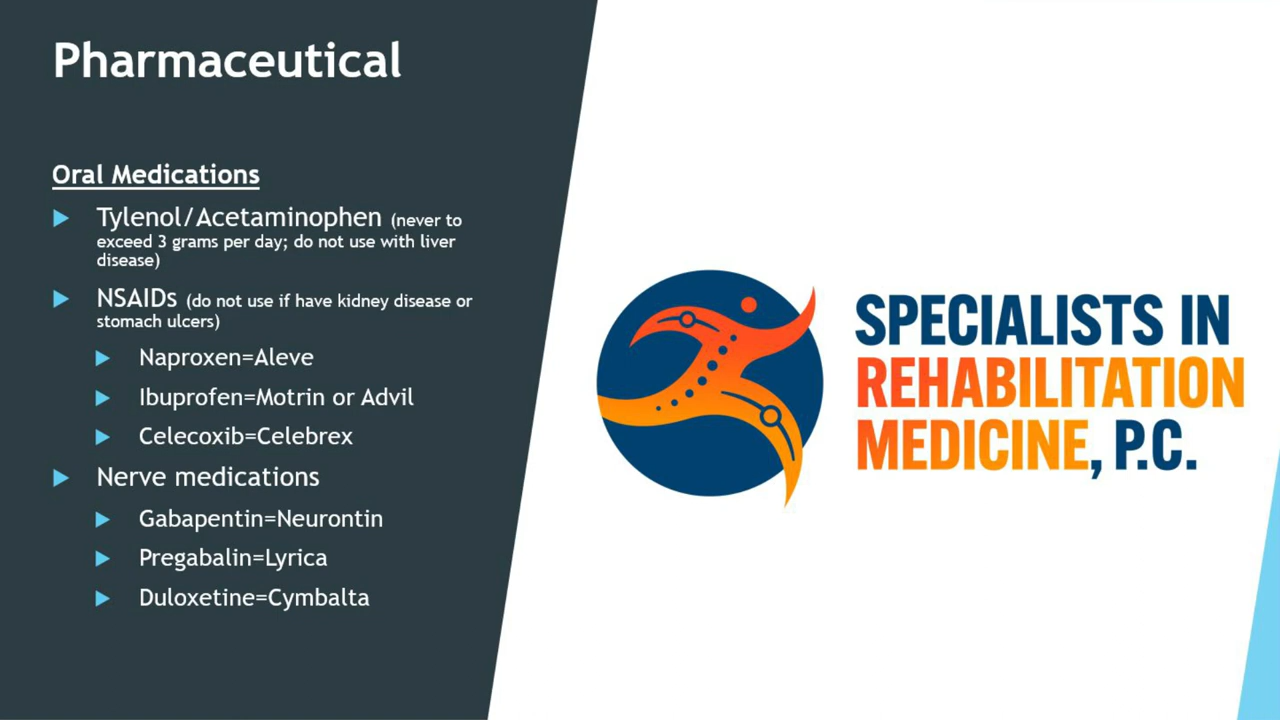 Pharmaceutical
Oral Medications
Tylenol/Acetaminophen (never to
exceed 3 grams per day; do not use with liver
disease)
NSAIDs (do not use if have kidney disease or
stomach ulcers)
Naproxen=Aleve
Ibuprofen=Motrin or Advil
Celecoxib=Celebrex
Nerve medications
Gabapentin=Neurontin
Pregabalin=Lyrica
Duloxetine=Cymbalta
SPECIALISTS IN
REHABILITATION
MEDICINE, P.C.